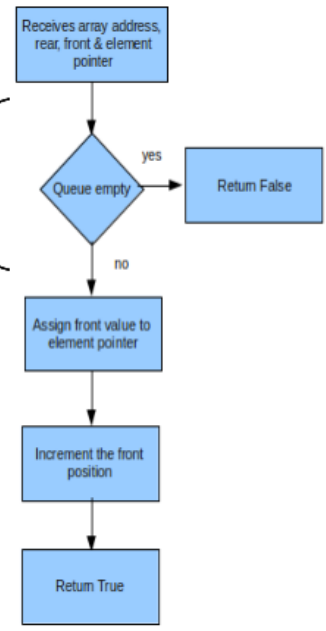 Receives array address,
rear, front & element
pointer
yes
Queue empty
Return False
no
Assign front value to
element pointer
Increment the front
position
Return True